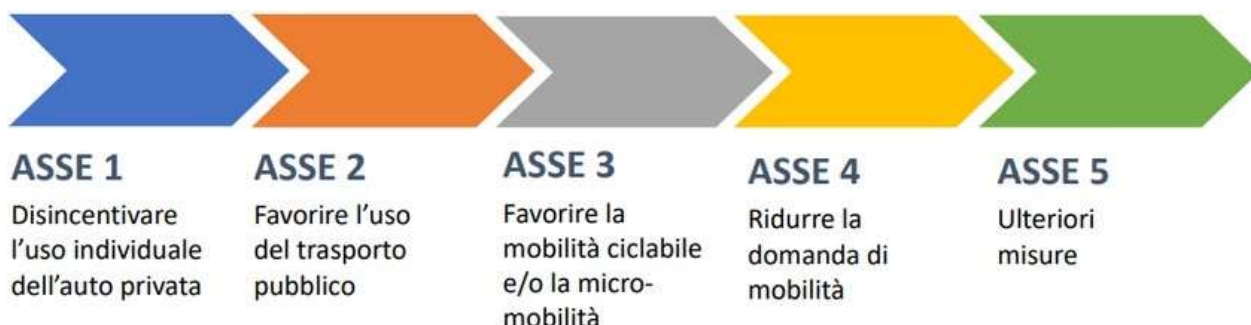 ASSE 1
Disincentivare
l’uso individuale
dell’auto privata
ASSE 2
Favorire l’uso
del trasporto
pubblico
ASSE 3
Favorire la
mobilità ciclabile
e/o la micro-
mobilità
ASSE 4
Ridurre la
domanda di
mobilità
ASSE 5
Ulteriori
misure